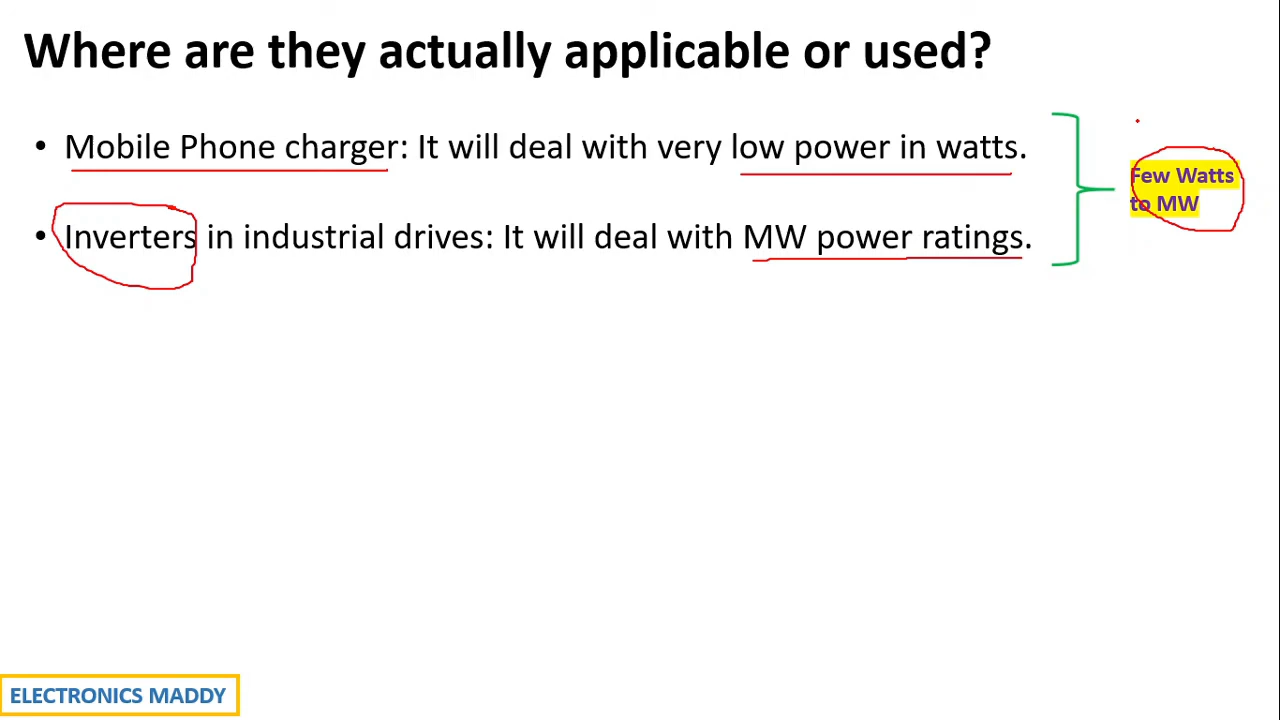 Where are they actually applicable or used?
• Mobile Phone charger: It will deal with very low power in watts.
• Inverters in industrial drives: It will deal with MW power ratings.
Few Watts
to MW
ELECTRONICS MADDY